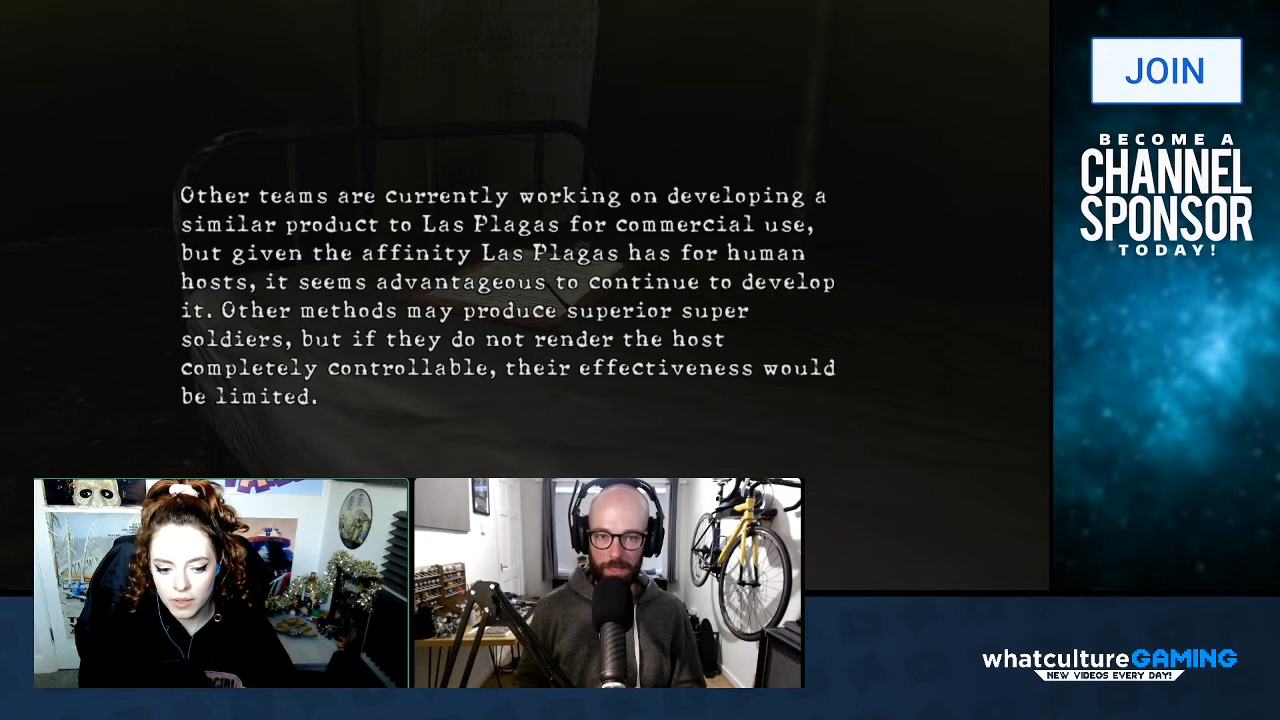 Other teams are currently working on developing a
similar product to Las Plagas for commercial use,
but given the affinity Las Plagas has for human
hosts, it seems advantageous to continue to develop
it. Other methods may produce superior super
soldiers, but if they do not render the host
completely controllable, their effectiveness would
be limited.
JOIN
BECOME A
CHANNEL
SPONSOR
TODAY!
whatcultureGAMING
NEW VIDEOS EVERY DAY!